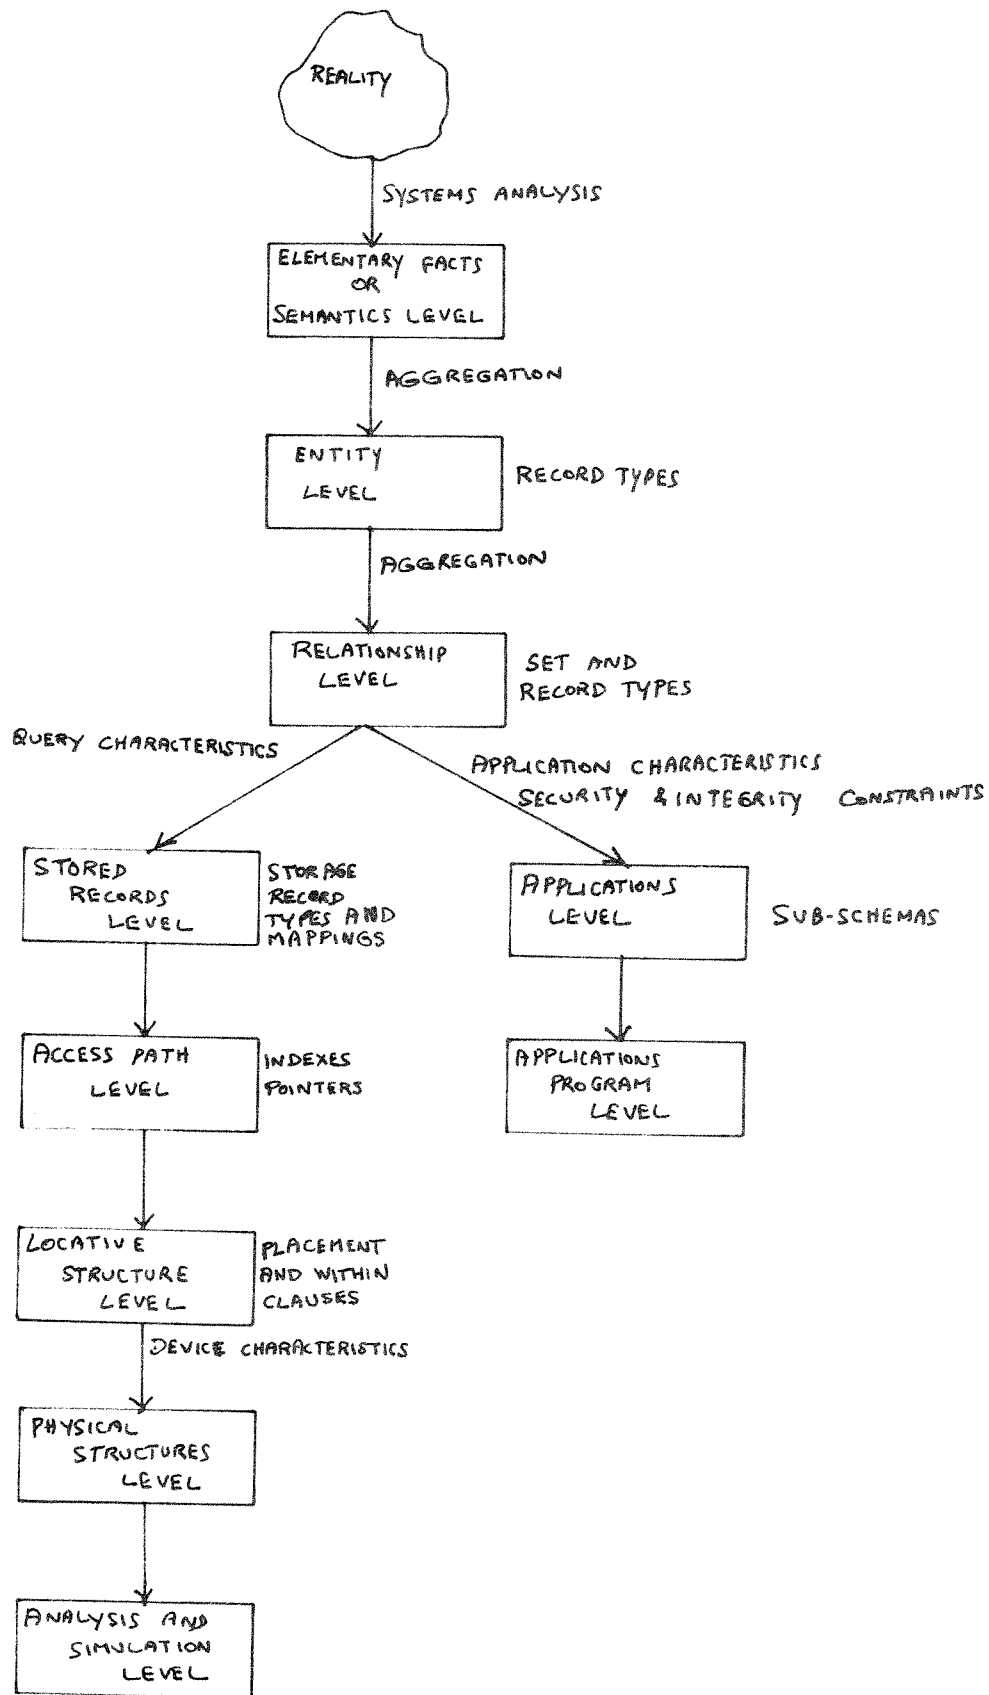 REALITY
SYSTEMS ANALYSIS
ELEMENTARY FACTS
OR
SEMANTICS LEVEL
AGGREGATION
ENTITY
LEVEL
RECORD TYPES
AGGREGATION
RELATIONSHIP
LEVEL
SET AND
RECORD TYPES
QUERY CHARACTERISTICS
APPLICATION CHARACTERISTICS
SECURITY & INTEGRITY CONSTRAINTS
STORED
RECORDS
LEVEL
STORAGE
RECORD
TYPES AND
MAPPINGS
APPLICATIONS
LEVEL
SUB-SCHEMAS
ACCESS PATH
LEVEL
INDEXES
POINTERS
APPLICATIONS
PROGRAM
LEVEL
LOCATIVE
STRUCTURE
LEVEL
PLACEMENT
AND WITHIN
CLAUSES
DEVICE CHARACTERISTICS
PHYSICAL
STRUCTURES
LEVEL
ANALYSIS AND
SIMULATION
LEVEL